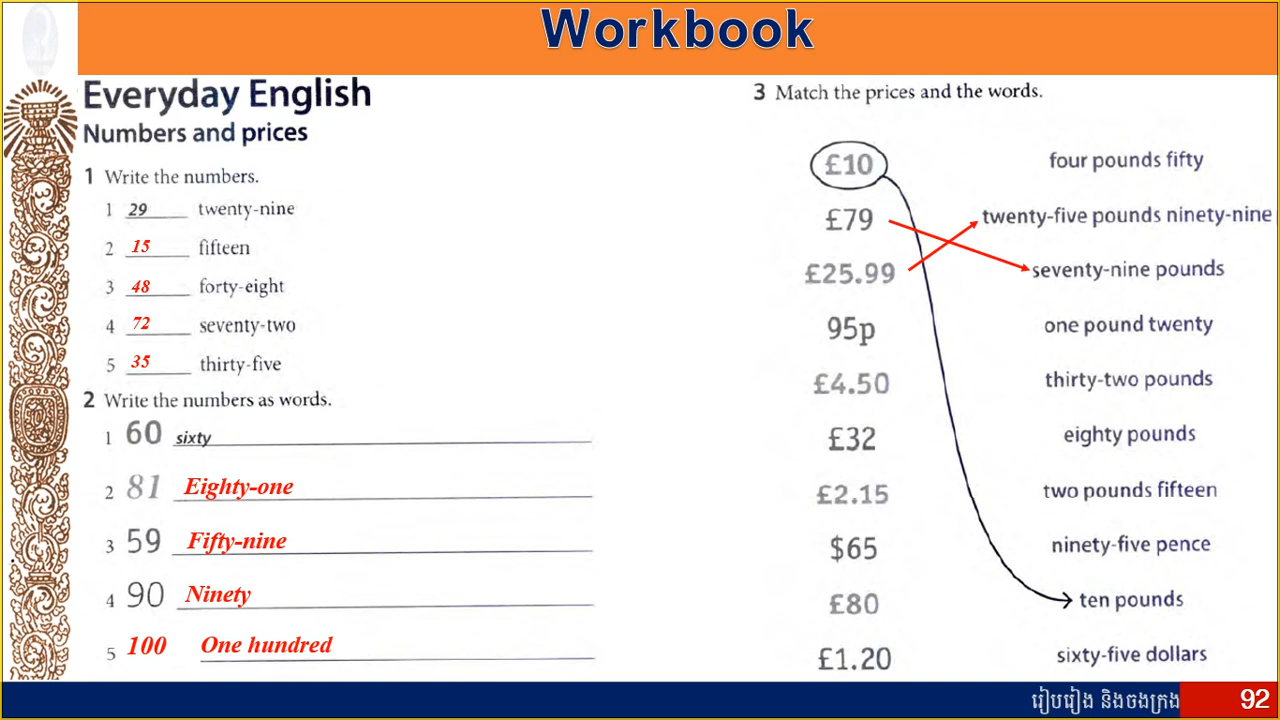 Workbook
Everyday English
Numbers and prices
1 Write the numbers.
1 29 twenty-nine
2 15 fifteen
3 48 forty-eight
4 72 seventy-two
5 35 thirty-five
2 Write the numbers as words.
1 60 sixty
2 81 Eighty-one
3 59 Fifty-nine
4 90 Ninety
5 100 One hundred
3 Match the prices and the words.
£10 four pounds fifty
£79 twenty-five pounds ninety-nine
£25.99 seventy-nine pounds
95p one pound twenty
£4.50 thirty-two pounds
£32 eighty pounds
£2.15 two pounds fifteen
$65 ninety-five pence
£80 ten pounds
£1.20 sixty-five dollars
រៀបរៀង និងចងក្រង 92